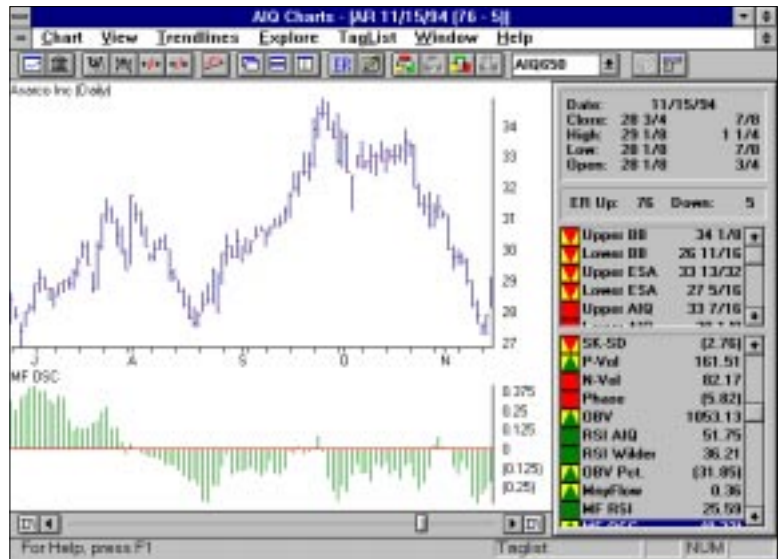 AIQ Charts - [AR 11/15/94 (76 - 5)]
Chart View Trendlines Explore TagList Window Help
ER AIQ650
Asarco Inc (Daily)
34
33
32
31
30
29
28
27
J A S O N
MF OSC
0.375
0.25
0.125
0
(0.125)
(0.25)
Date: 11/15/94
Close: 28 3/4 7/8
High: 29 1/8 1 1/4
Low: 28 1/8 7/8
Open: 28 1/8 3/4
ER Up: 76 Down: 5
Upper BB 34 1/8
Lower BB 26 11/16
Upper ESA 33 13/32
Lower ESA 27 5/16
Upper AIQ 33 7/16
SK-SD (2.76)
P-Vol 161.51
N-Vol 82.17
Phase (5.82)
OBV 1053.13
RSI AIQ 51.75
RSI Wilder 36.21
OBV Pct. (31.85)
MnyFlow 0.36
MF RSI 25.59
MF OSC
For Help, press F1
Taglist
NUM